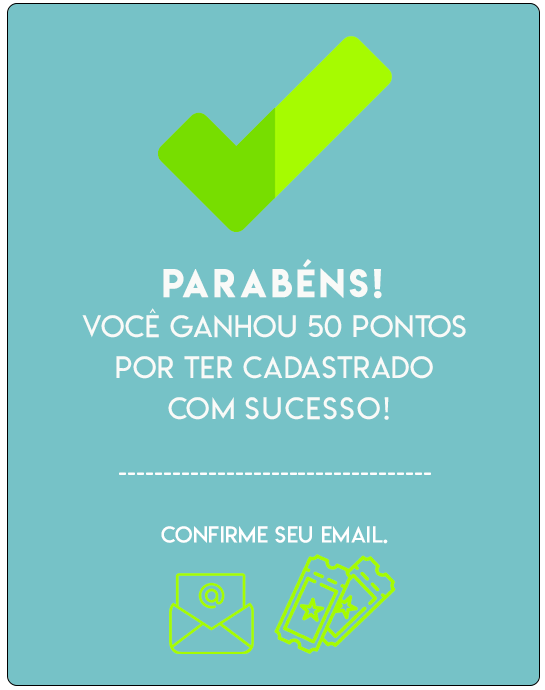 PARABÉNS!
VOCÊ GANHOU 50 PONTOS
POR TER CADASTRADO
COM SUCESSO!
-----------------------------------
CONFIRME SEU EMAIL.
@